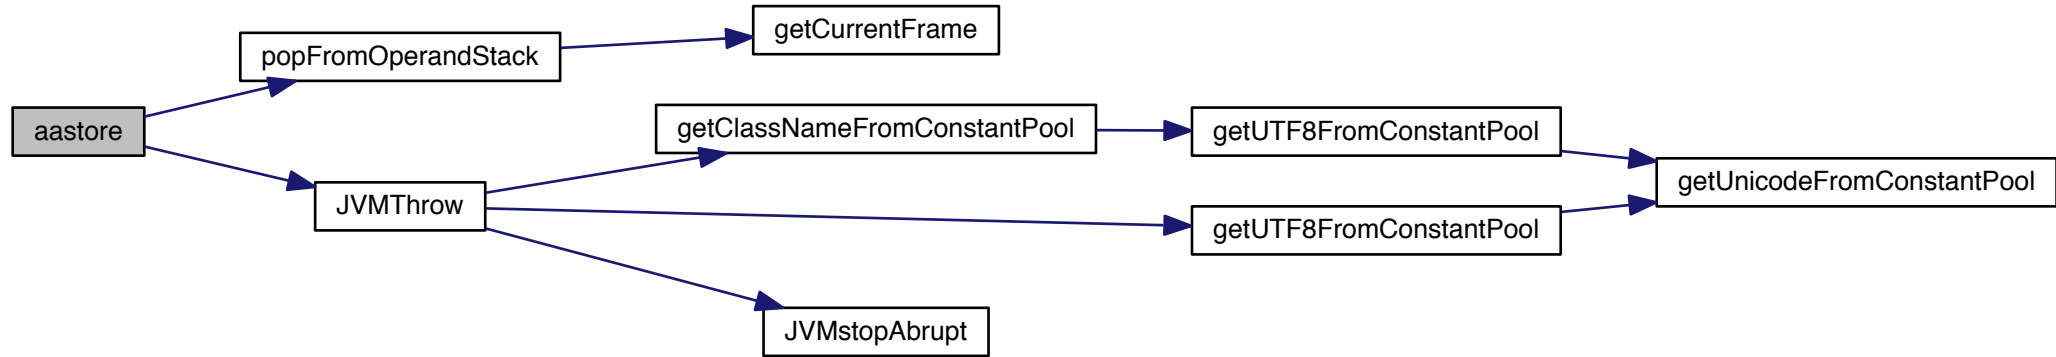 getCurrentFrame
popFromOperandStack
aastore
getClassNameFromConstantPool
getUTF8FromConstantPool
getUnicodeFromConstantPool
JVMThrow
getUTF8FromConstantPool
JVMstopAbrupt